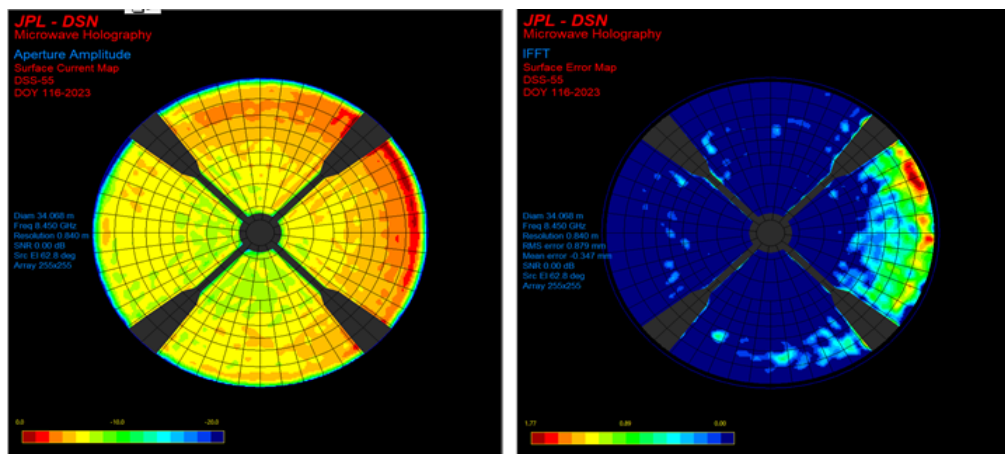 JPL - DSN
Microwave Holography
Aperture Amplitude
Surface Current Map
DSS-55
DOY 116-2023
Diam 34.068 m
Freq 8.450 GHz
Resolution 0.840 m
SNR 0.00 dB
Src El 62.8 deg
Array 255x255
0.0 -10.0 -20.0
JPL - DSN
Microwave Holography
IFFT
Surface Error Map
DSS-55
DOY 116-2023
Diam 34.068 m
Freq 8.450 GHz
Resolution 0.840 m
RMS error 0.879 mm
Mean error -0.347 mm
SNR 0.00 dB
Src El 62.8 deg
Array 255x255
1.77 0.89 0.00